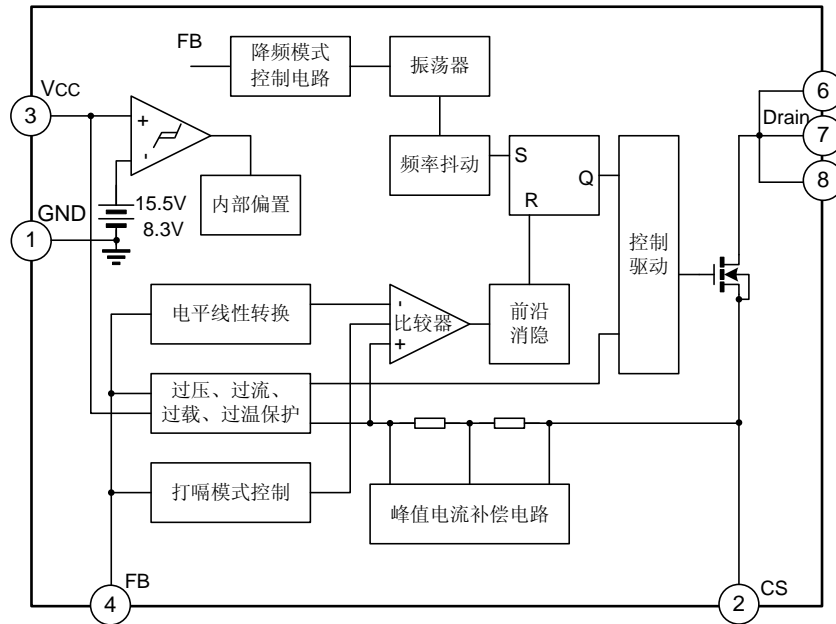 FB
降频模式
控制电路
振荡器
VCC
3
6
Drain
7
8
+
-
频率抖动
S
Q
R
内部偏置
15.5V
8.3V
GND
1
控制
驱动
电平线性转换
-
比较器
+
前沿
消隐
过压、过流、
过载、过温保护
打嗝模式控制
峰值电流补偿电路
FB
4
CS
2